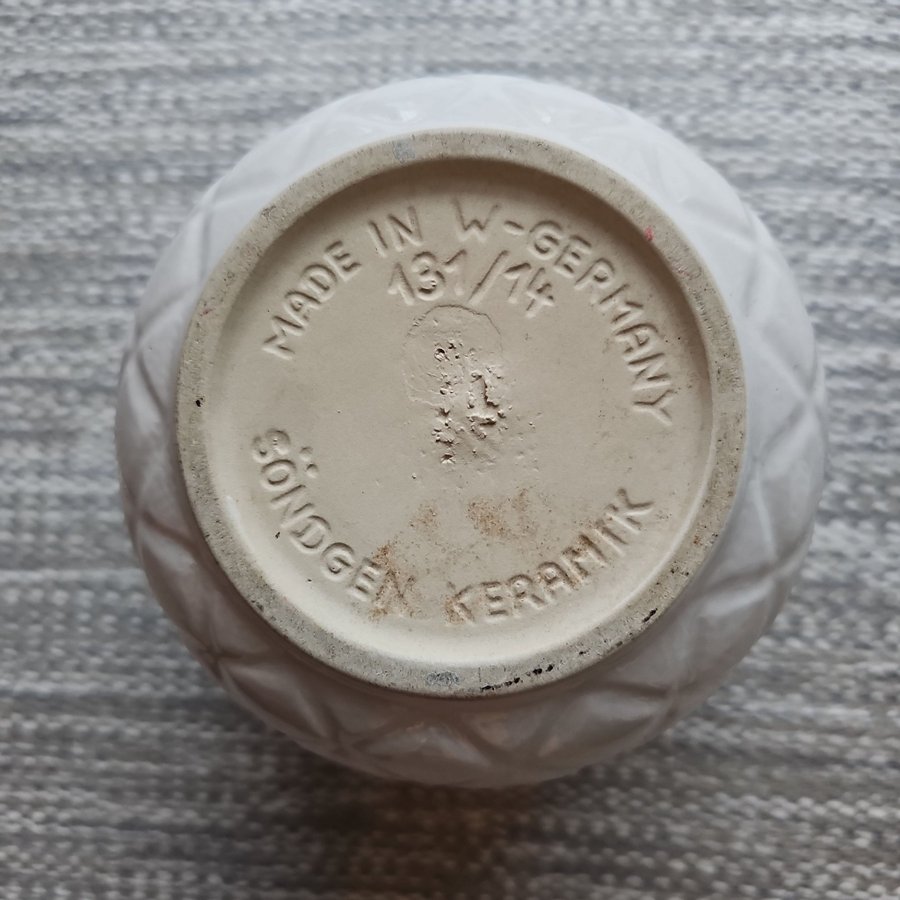 MADE IN W-GERMANY
131/14
SÖNDGEN KERAMIK